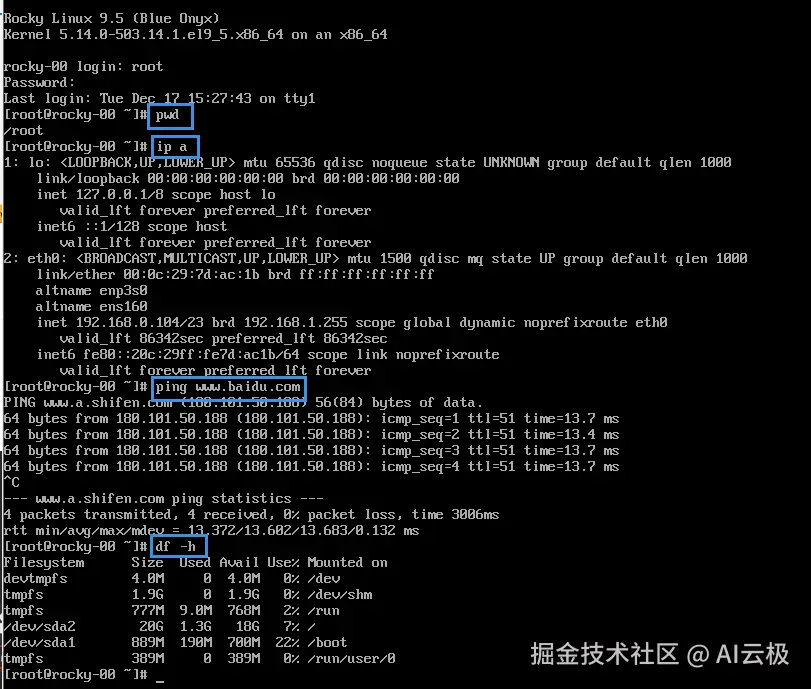 Rocky Linux 9.5 (Blue Onyx)
Kernel 5.14.0-503.14.1.el9_5.x86_64 on an x86_64
rocky-00 login: root
Password:
Last login: Tue Dec 17 15:27:43 on tty1
[root@rocky-00 ~]# pwd
/root
[root@rocky-00 ~]# ip a
1: lo: <LOOPBACK,UP,LOWER_UP> mtu 65536 qdisc noqueue state UNKNOWN group default qlen 1000
    link/loopback 00:00:00:00:00:00 brd 00:00:00:00:00:00
    inet 127.0.0.1/8 scope host lo
       valid_lft forever preferred_lft forever
    inet6 ::1/128 scope host
       valid_lft forever preferred_lft forever
2: eth0: <BROADCAST,MULTICAST,UP,LOWER_UP> mtu 1500 qdisc mq state UP group default qlen 1000
    link/ether 00:0c:29:7d:ac:1b brd ff:ff:ff:ff:ff:ff
    altname enp3s0
    altname ens160
    inet 192.168.0.104/23 brd 192.168.1.255 scope global dynamic noprefixroute eth0
       valid_lft 86342sec preferred_lft 86342sec
    inet6 fe80::20c:29ff:fe7d:ac1b/64 scope link noprefixroute
       valid_lft forever preferred_lft forever
[root@rocky-00 ~]# ping www.baidu.com
PING www.a.shifen.com (180.101.50.188) 56(84) bytes of data.
64 bytes from 180.101.50.188 (180.101.50.188): icmp_seq=1 ttl=51 time=13.7 ms
64 bytes from 180.101.50.188 (180.101.50.188): icmp_seq=2 ttl=51 time=13.4 ms
64 bytes from 180.101.50.188 (180.101.50.188): icmp_seq=3 ttl=51 time=13.7 ms
64 bytes from 180.101.50.188 (180.101.50.188): icmp_seq=4 ttl=51 time=13.7 ms
^C
--- www.a.shifen.com ping statistics ---
4 packets transmitted, 4 received, 0% packet loss, time 3006ms
rtt min/avg/max/mdev = 13.372/13.602/13.683/0.132 ms
[root@rocky-00 ~]# df -h
Filesystem      Size  Used Avail Use% Mounted on
devtmpfs        4.0M     0  4.0M   0% /dev
tmpfs           1.9G     0  1.9G   0% /dev/shm
tmpfs           777M  9.0M  768M   2% /run
/dev/sda2        20G  1.3G   18G   7% /
/dev/sda1       889M  190M  700M  22% /boot
tmpfs           389M     0  389M   0% /run/user/0
[root@rocky-00 ~]# _
掘金技术社区 @ AI云极